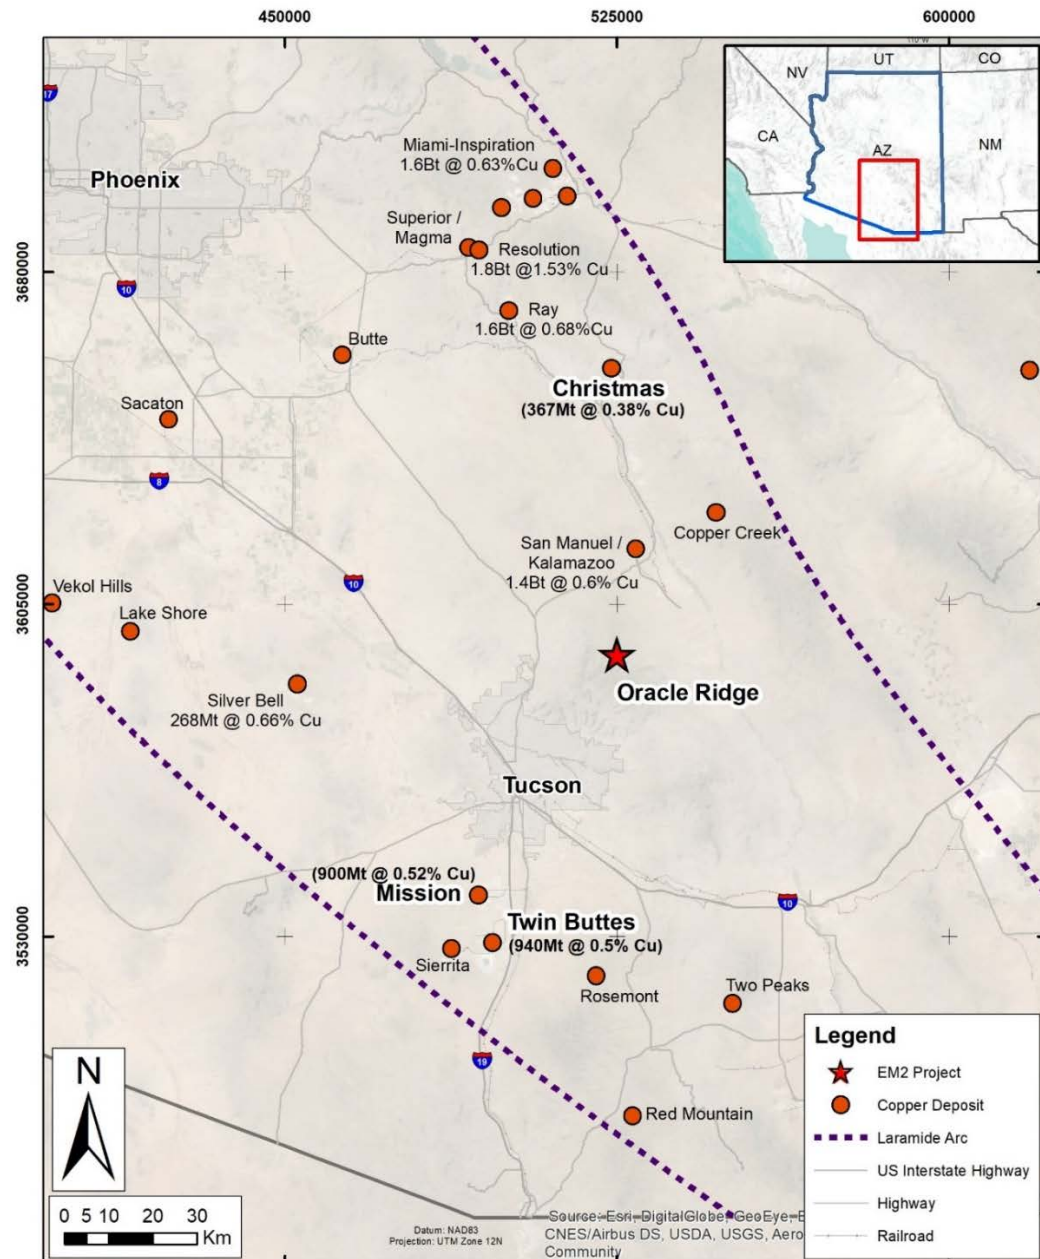 450000
525000
600000
17
Phoenix
Miami-Inspiration
1.6Bt @ 0.63%Cu
Superior /
Magma
Resolution
1.8Bt @1.53% Cu
Ray
1.6Bt @ 0.68%Cu
NV
UT
CO
CA
AZ
NM
3680000
10
Butte
Christmas
(367Mt @ 0.38% Cu)
Sacaton
8
Copper Creek
San Manuel /
Kalamazoo
1.4Bt @ 0.6% Cu
10
Vekol Hills
3605000
Lake Shore
Oracle Ridge
Silver Bell
268Mt @ 0.66% Cu
Tucson
(900Mt @ 0.52% Cu)
Mission
10
Twin Buttes
(940Mt @ 0.5% Cu)
3530000
Sierrita
Rosemont
Two Peaks
19
Red Mountain
Legend
EM2 Project
Copper Deposit
Laramide Arc
US Interstate Highway
Highway
Railroad
N
0 5 10 20 30
Km
Datum: NAD83
Projection: UTM Zone 12N
Source: Esri, DigitalGlobe, GeoEye,
CNES/Airbus DS, USDA, USGS, Aero
Community